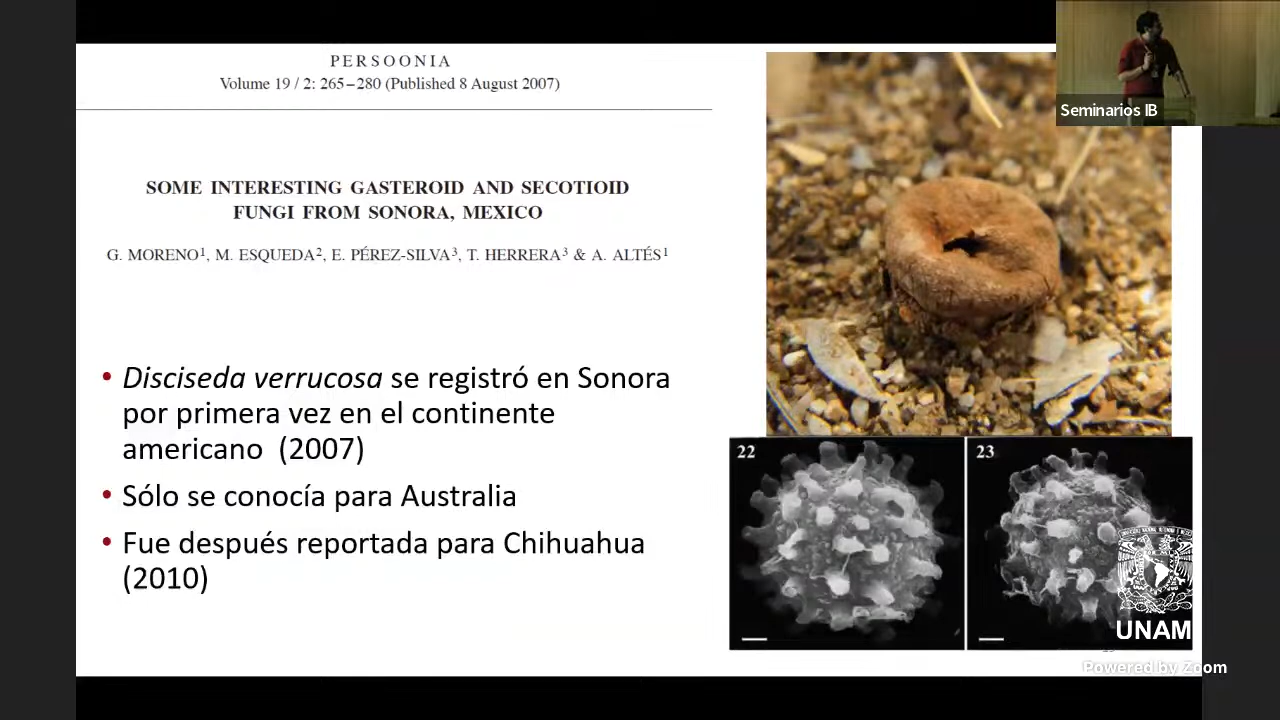 PERSOONIA
Volume 19 / 2: 265–280 (Published 8 August 2007)
SOME INTERESTING GASTEROID AND SECOTIOID
FUNGI FROM SONORA, MEXICO
G. MORENO¹, M. ESQUEDA², E. PÉREZ-SILVA³, T. HERRERA³ & A. ALTÉS¹
• Disciseda verrucosa se registró en Sonora
por primera vez en el continente
americano (2007)
• Sólo se conocía para Australia
• Fue después reportada para Chihuahua
(2010)
Seminarios IB
22
23
UNAM
Powered by Zoom